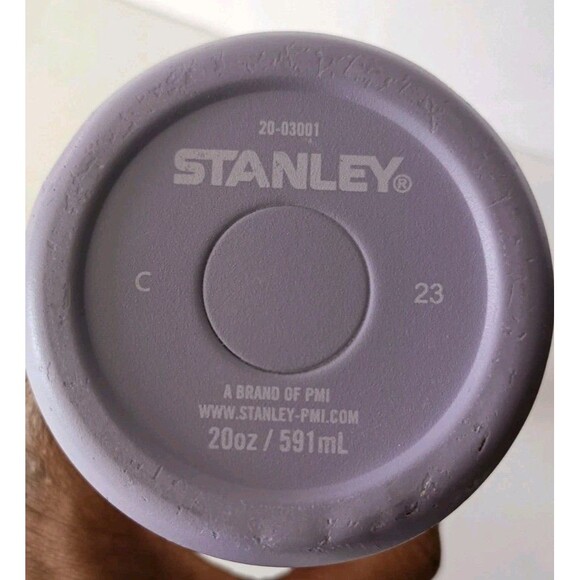 20-03001
STANLEY®
C 23
A BRAND OF PMI
WWW.STANLEY-PMI.COM
20oz / 591mL